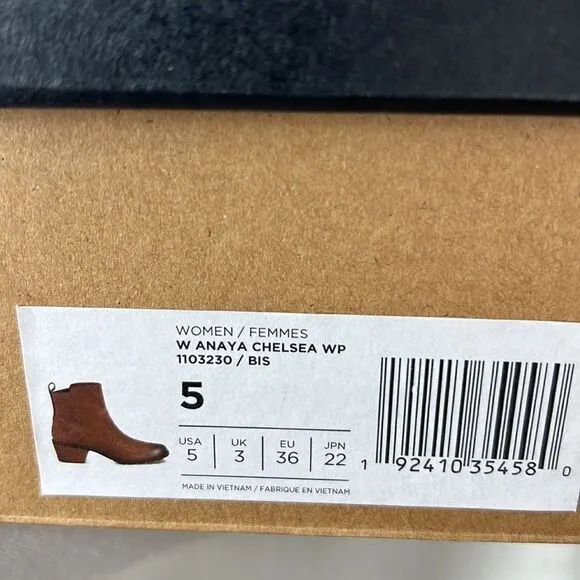 WOMEN / FEMMES
W ANAYA CHELSEA WP
1103230 / BIS
5
USA UK EU JPN
5 3 36 22
MADE IN VIETNAM / FABRIQUE EN VIETNAM
1 92410 35458 0